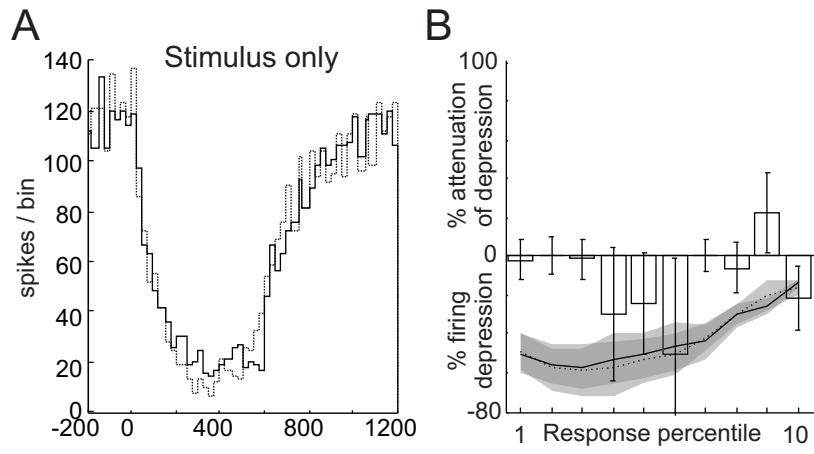 A
Stimulus only
spikes / bin
140
120
100
80
60
40
20
0
-200 0 400 800 1200
B
% attenuation
of depression
% firing
depression
100
0
-80
1 Response percentile 10